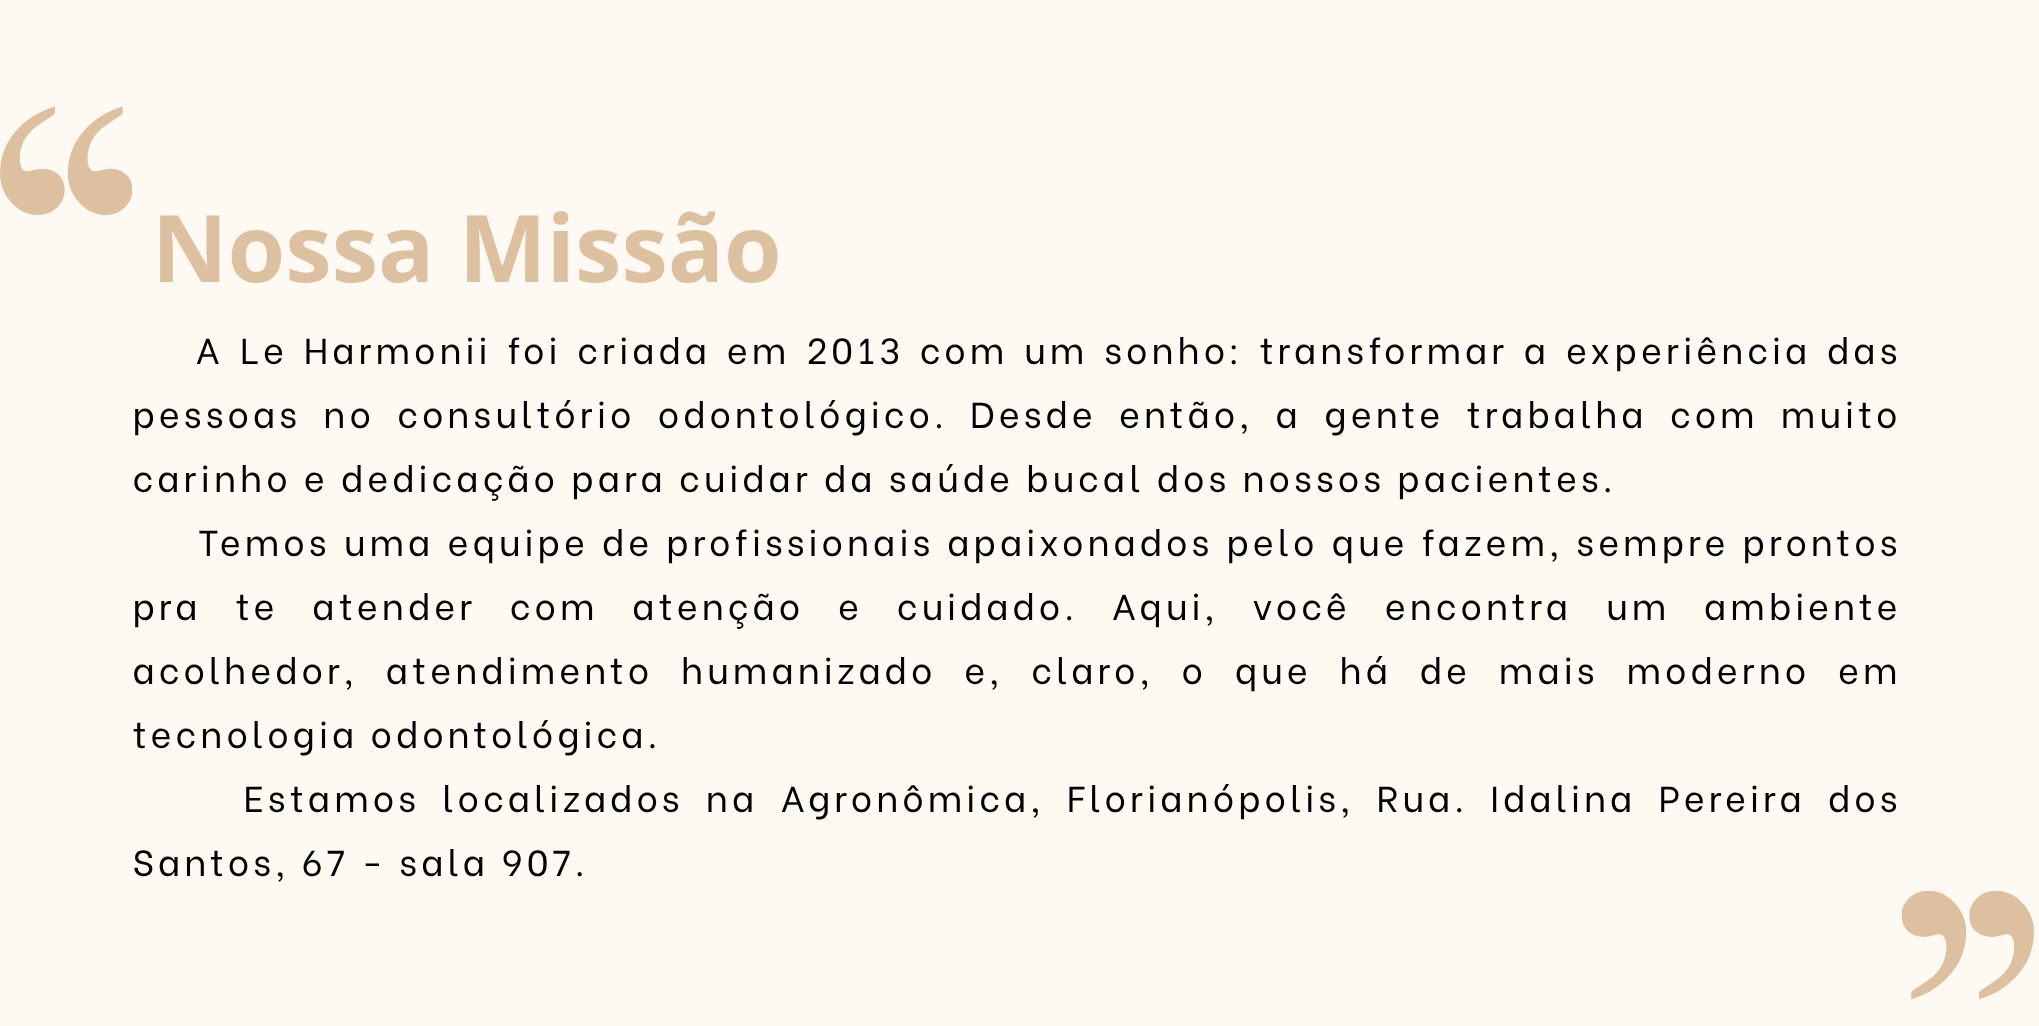 “
Nossa Missão
A Le Harmonii foi criada em 2013 com um sonho: transformar a experiência das
pessoas no consultório odontológico. Desde então, a gente trabalha com muito
carinho e dedicação para cuidar da saúde bucal dos nossos pacientes.
Temos uma equipe de profissionais apaixonados pelo que fazem, sempre prontos
pra te atender com atenção e cuidado. Aqui, você encontra um ambiente
acolhedor, atendimento humanizado e, claro, o que há de mais moderno em
tecnologia odontológica.
Estamos localizados na Agronômica, Florianópolis, Rua. Idalina Pereira dos
Santos, 67 - sala 907.
”